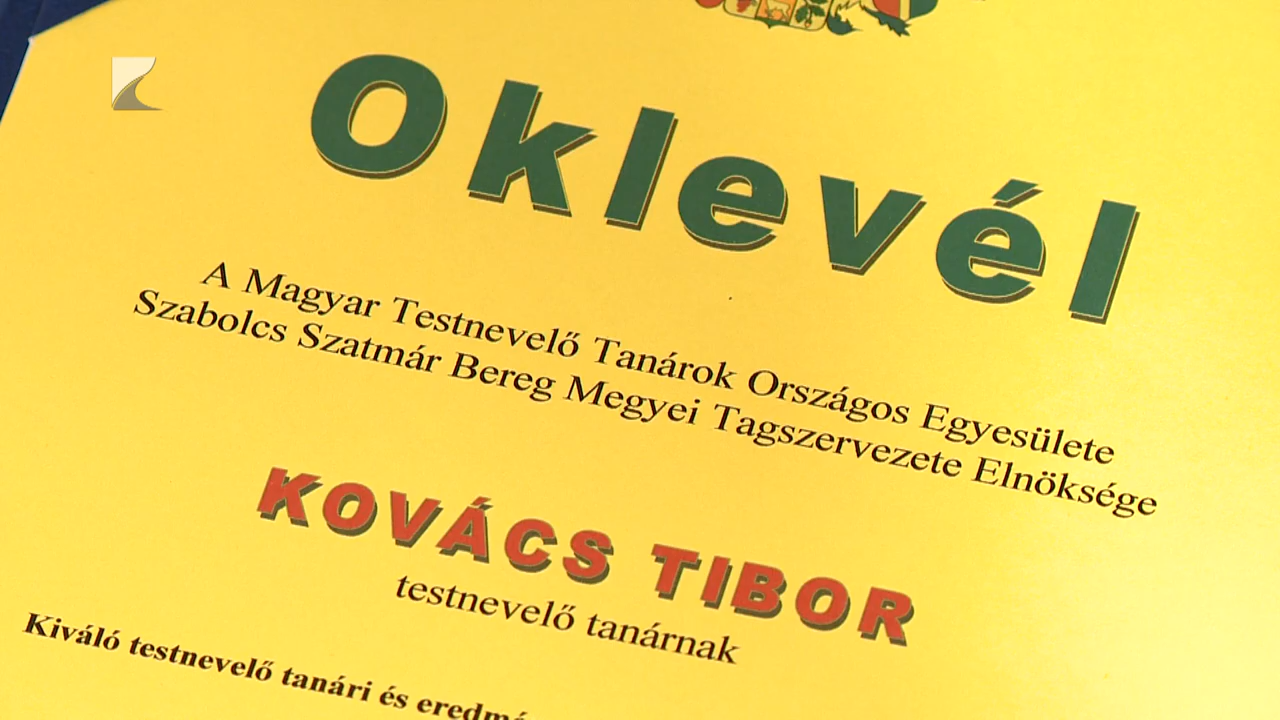 Oklevél
A Magyar Testnevelő Tanárok Országos Egyesülete
Szabolcs Szatmár Bereg Megyei Tagszervezete Elnöksége
KOVÁCS TIBOR
testnevelő tanárnak
Kiváló testnevelő tanári és